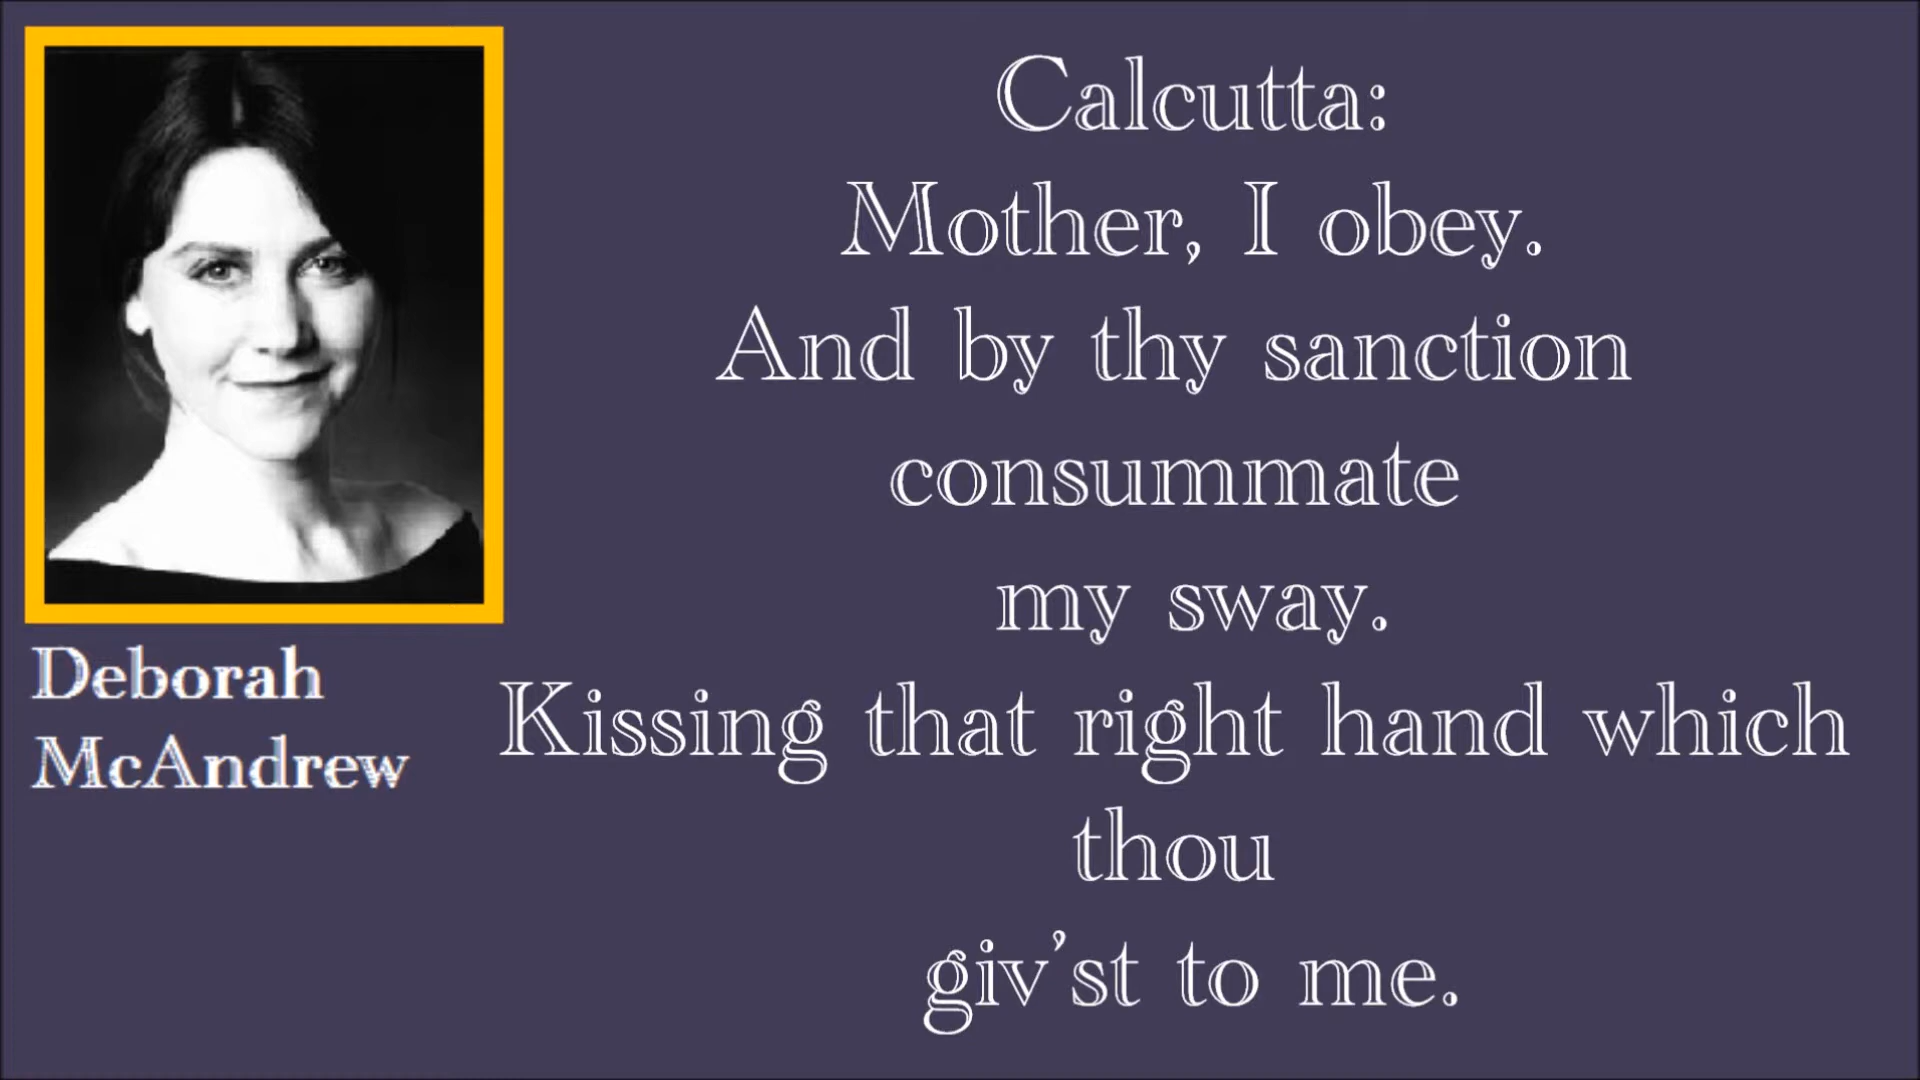 Calcutta:
Mother, I obey.
And by thy sanction
consummate
my sway.
Kissing that right hand which
thou
giv’st to me.
Deborah
McAndrew